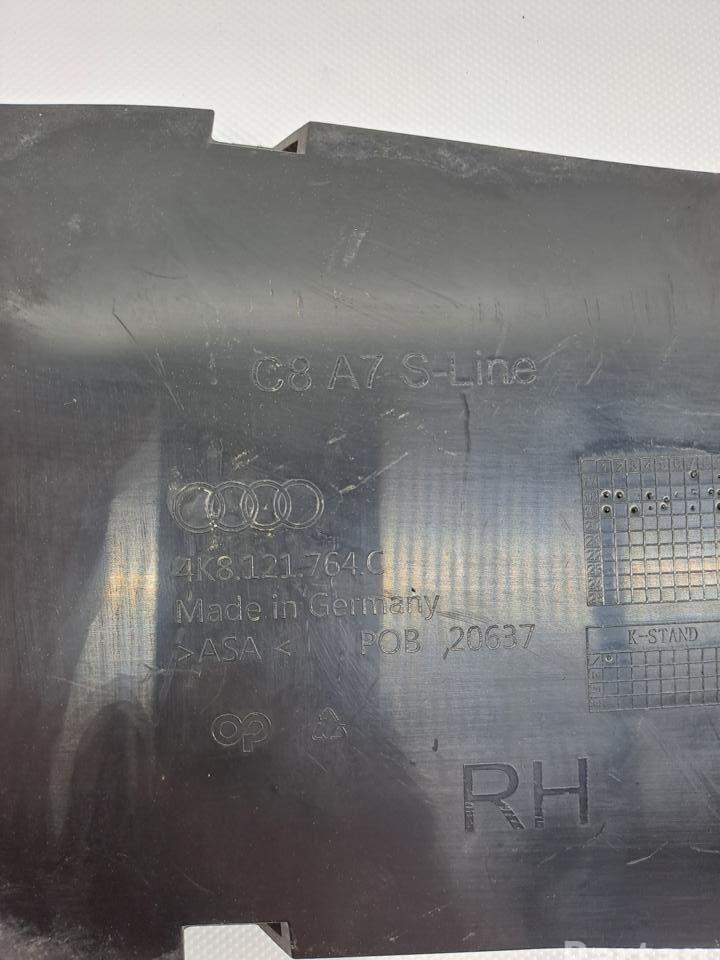 C8 A7 S-Line
4K8.121.764.C
Made in Germany
>ASA< POB 20637
K-STAND
RH